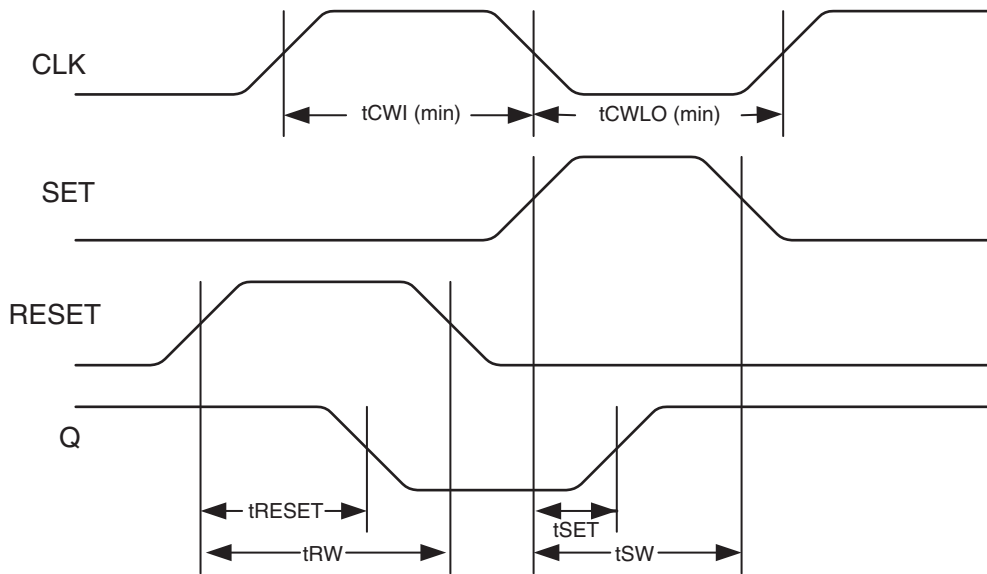 CLK
tCWI (min)
tCWLO (min)
SET
RESET
Q
tRESET
tSET
tRW
tSW